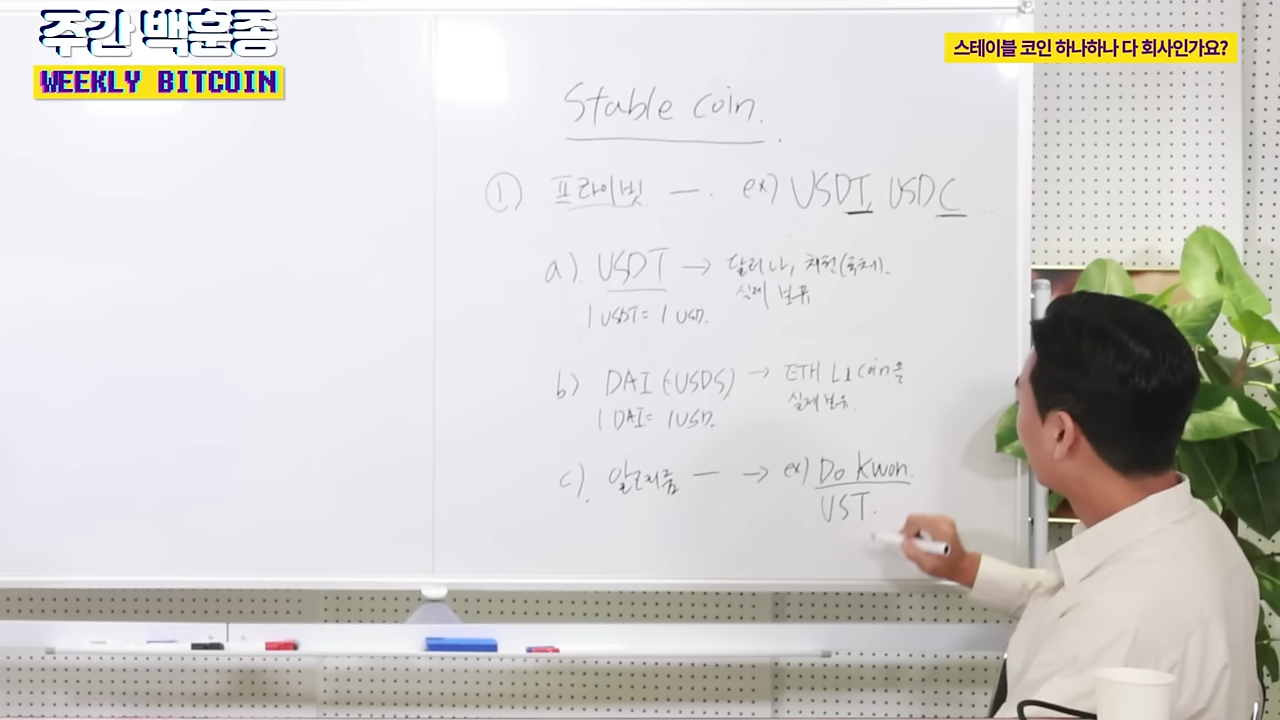 주간 백훈종
WEEKLY BITCOIN
스테이블 코인 하나하나 다 회사인가요?
Stable coin.
① 프라이빗 — . ex) USDT, USDC
a). USDT → 달러나, 채권(국채).
실제 보유
1 USDT = 1 USD.
b) DAI (USDS) → ETH L1 coin을
실제 보유.
1 DAI = 1 USD.
c). 알고리즘 — → ex) Do Kwon.
UST.